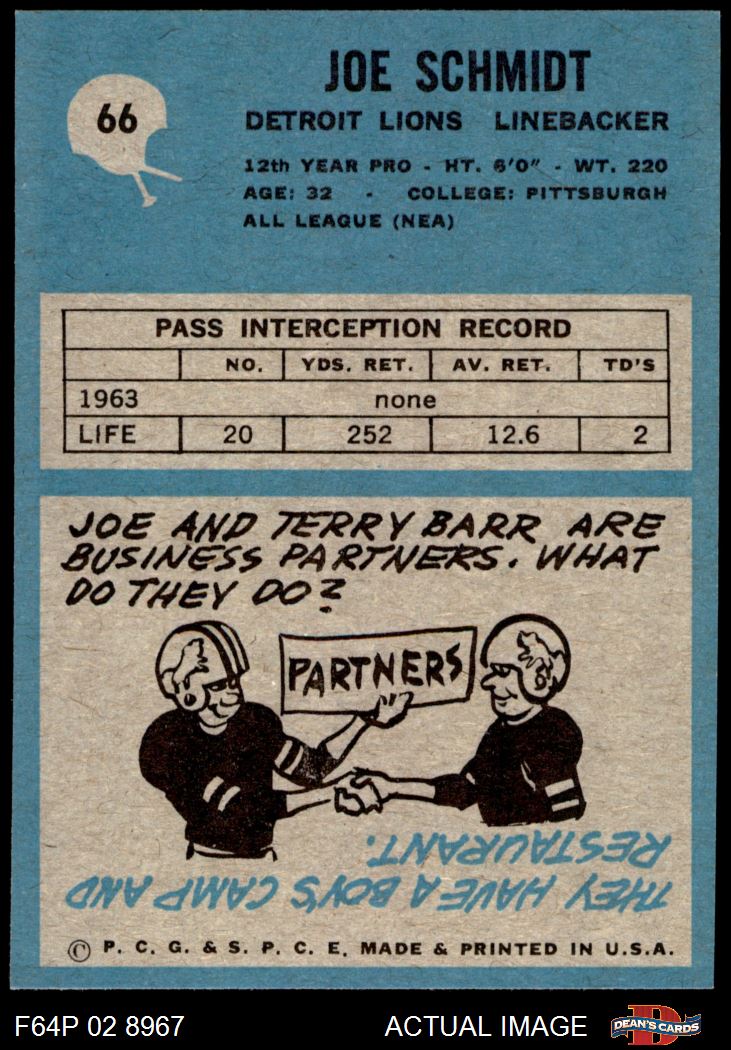 66
JOE SCHMIDT
DETROIT LIONS LINEBACKER
12th YEAR PRO - HT. 6'0" - WT. 220
AGE: 32 - COLLEGE: PITTSBURGH
ALL LEAGUE (NEA)
PASS INTERCEPTION RECORD
NO. YDS. RET. AV. RET. TD'S
1963 none
LIFE 20 252 12.6 2
JOE AND TERRY BARR ARE
BUSINESS PARTNERS. WHAT
DO THEY DO?
PARTNERS
THEY HAVE A BOY'S CAMP AND
RESTAURANT.
© P. C. G. & S. P. C. E. MADE & PRINTED IN U.S.A.
F64P 02 8967 ACTUAL IMAGE
DEAN'S CARDS